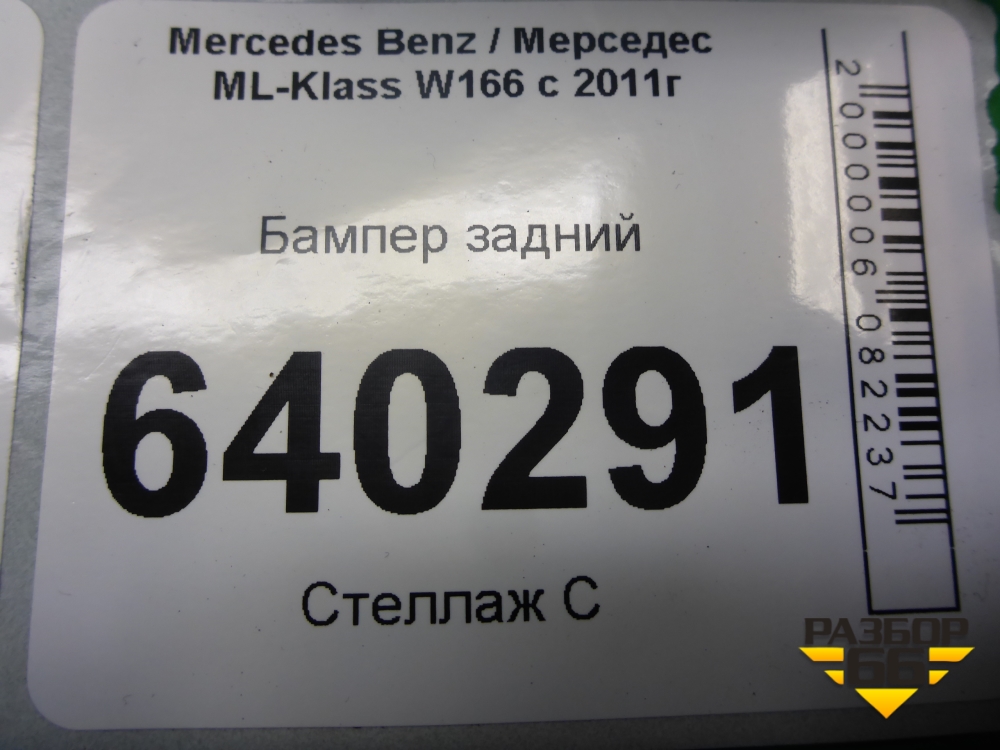 Mercedes Benz / Мерседес
ML-Klass W166 с 2011г
Бампер задний
640291
Стеллаж С
2000006082237
РАЗБОР
66